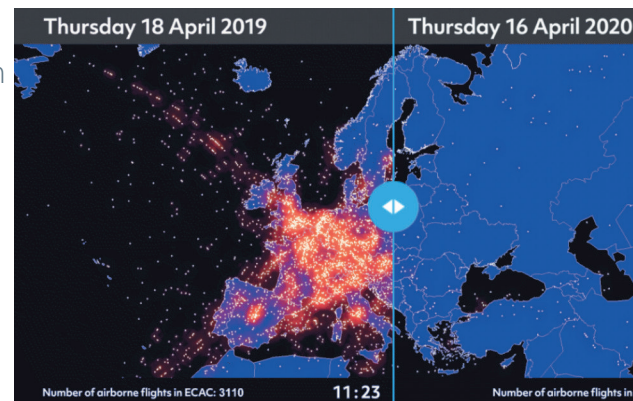 Thursday 18 April 2019
Thursday 16 April 2020
Number of airborne flights in ECAC: 3110
11:23
Number of airborne flights in